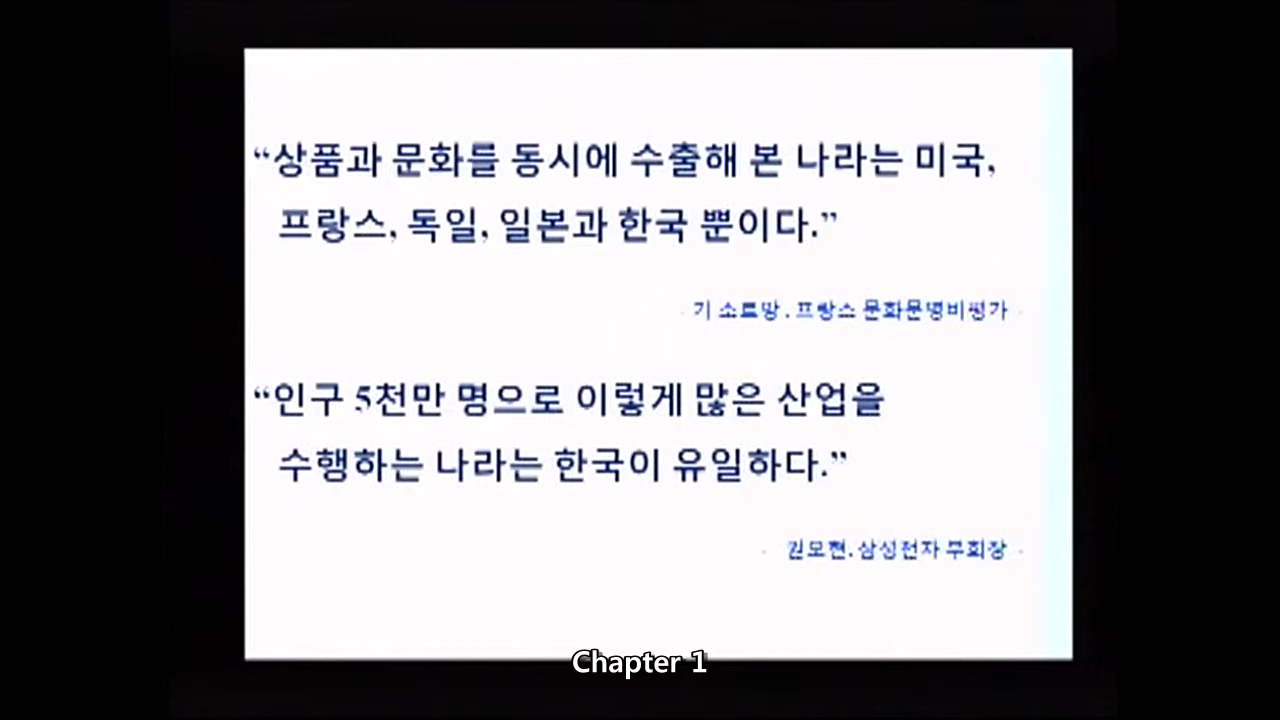 “상품과 문화를 동시에 수출해 본 나라는 미국,
프랑스, 독일, 일본과 한국 뿐이다.”
- 기 소르망. 프랑스 문화문명비평가 -
“인구 5천만 명으로 이렇게 많은 산업을
수행하는 나라는 한국이 유일하다.”
- 삼성전자 부회장 -
Chapter 1